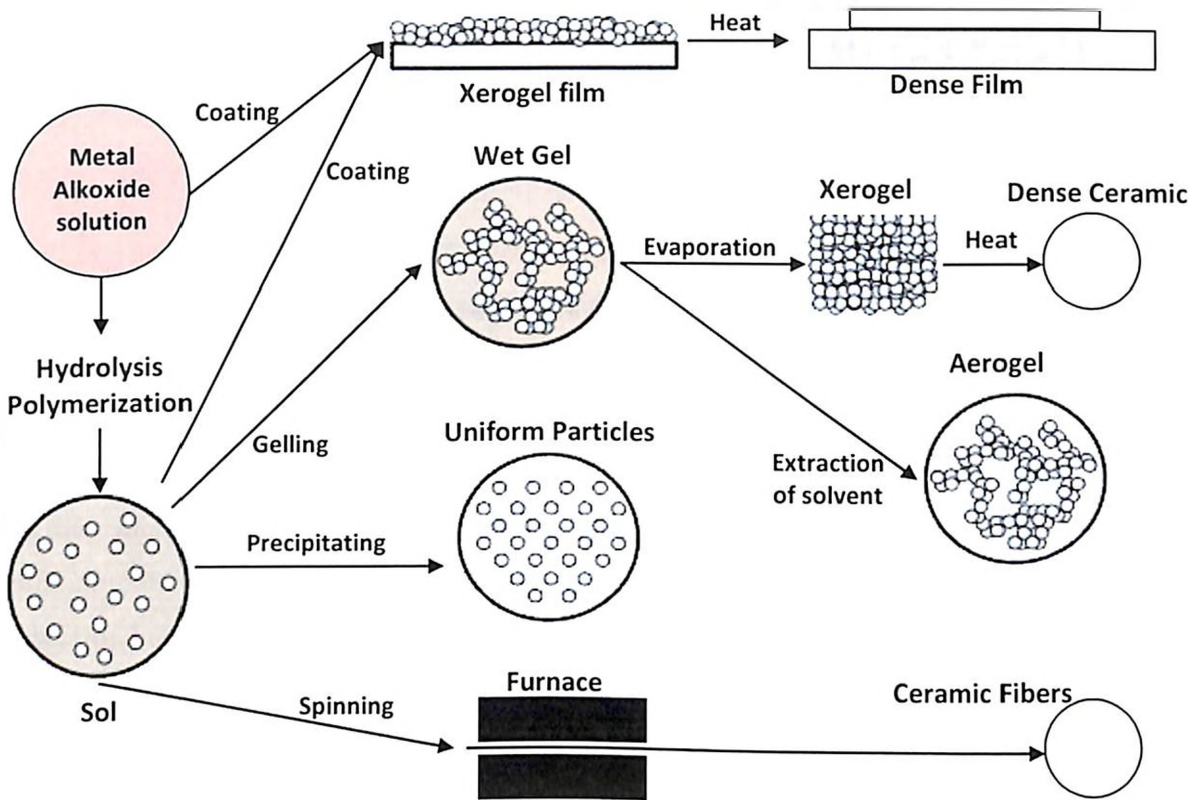 Heat
Xerogel film
Dense Film
Coating
Metal
Alkoxide
solution
Coating
Wet Gel
Xerogel
Dense Ceramic
Evaporation
Heat
Hydrolysis
Polymerization
Aerogel
Gelling
Uniform Particles
Extraction
of solvent
Precipitating
Furnace
Ceramic Fibers
Spinning
Sol